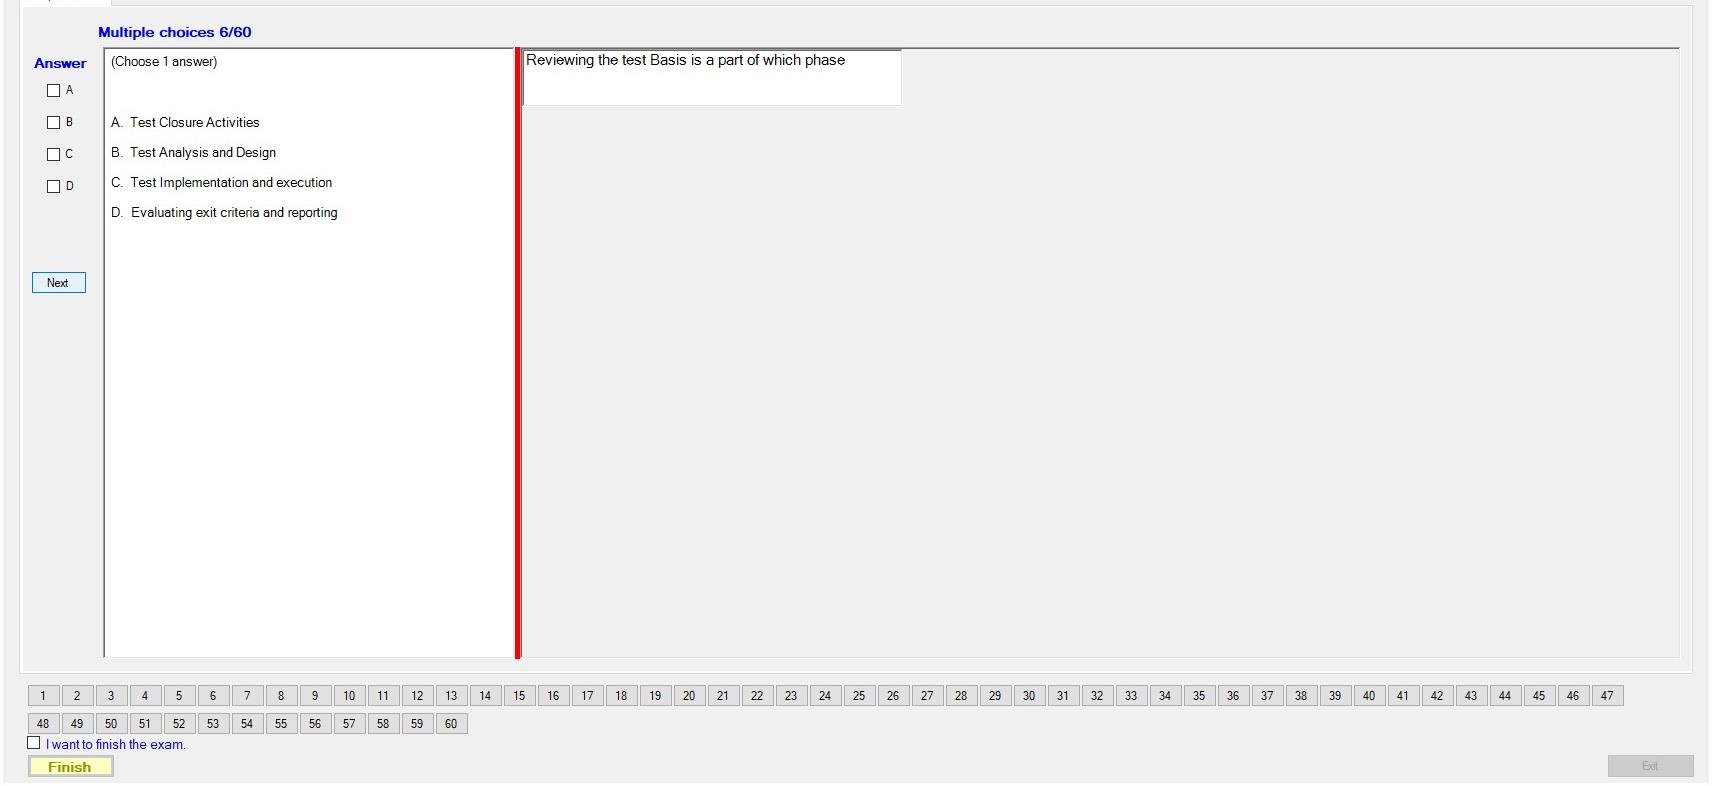 Multiple choices 6/60
Answer
A
B
C
D
Next
(Choose 1 answer)
A. Test Closure Activities
B. Test Analysis and Design
C. Test Implementation and execution
D. Evaluating exit criteria and reporting
Reviewing the test Basis is a part of which phase
1 2 3 4 5 6 7 8 9 10 11 12 13 14 15 16 17 18 19 20 21 22 23 24 25 26 27 28 29 30 31 32 33 34 35 36 37 38 39 40 41 42 43 44 45 46 47
48 49 50 51 52 53 54 55 56 57 58 59 60
I want to finish the exam.
Finish
Exit